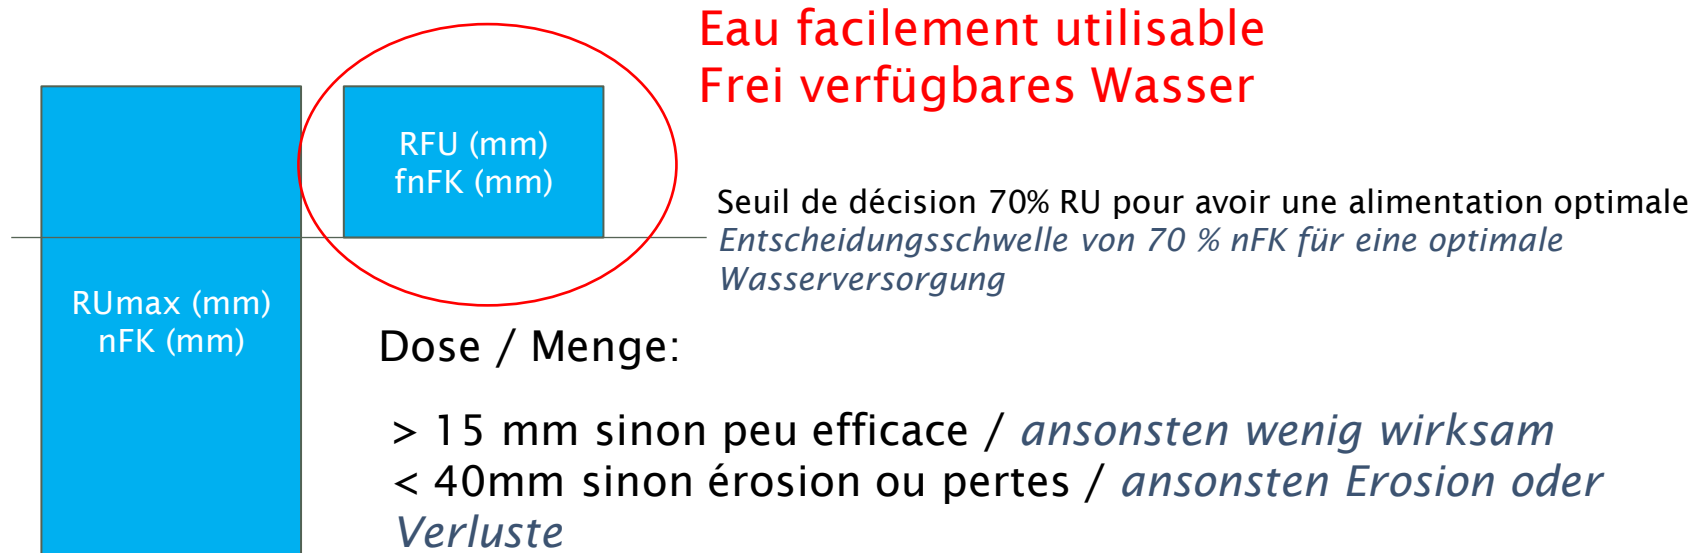 Eau facilement utilisable
Frei verfügbares Wasser
RFU (mm)
fnFK (mm)
Seuil de décision 70% RU pour avoir une alimentation optimale
Entscheidungsschwelle von 70 % nFK für eine optimale
Wasserversorgung
RUmax (mm)
nFK (mm)
Dose / Menge:
> 15 mm sinon peu efficace / ansonsten wenig wirksam
< 40mm sinon érosion ou pertes / ansonsten Erosion oder
Verluste